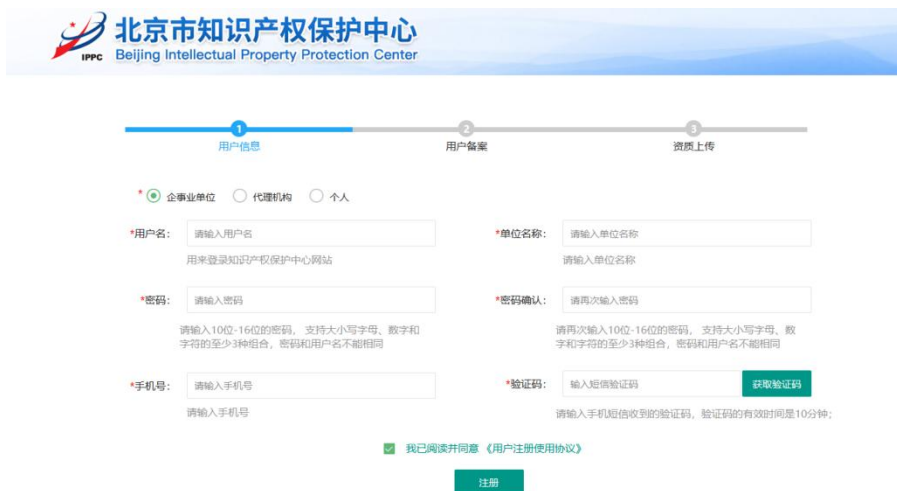 北京市知识产权保护中心
IPPC Beijing Intellectual Property Protection Center
1 2 3
用户信息 用户备案 资质上传
* 企事业单位 代理机构 个人
*用户名： 请输入用户名 *单位名称： 请输入单位名称
用来登录知识产权保护中心网站 请输入单位名称
*密码： 请输入密码 *密码确认： 请再次输入密码
请输入10位-16位的密码， 支持大小写字母、数字和 请再次输入10位-16位的密码， 支持大小写字母、数
字符的至少3种组合，密码和用户名不能相同 字和字符的至少3种组合，密码和用户名不能相同
*手机号： 请输入手机号 *验证码： 输入短信验证码 获取验证码
请输入手机号 请输入手机短信收到的验证码，验证码的有效时间是10分钟；
我已阅读并同意 《用户注册使用协议》
注册